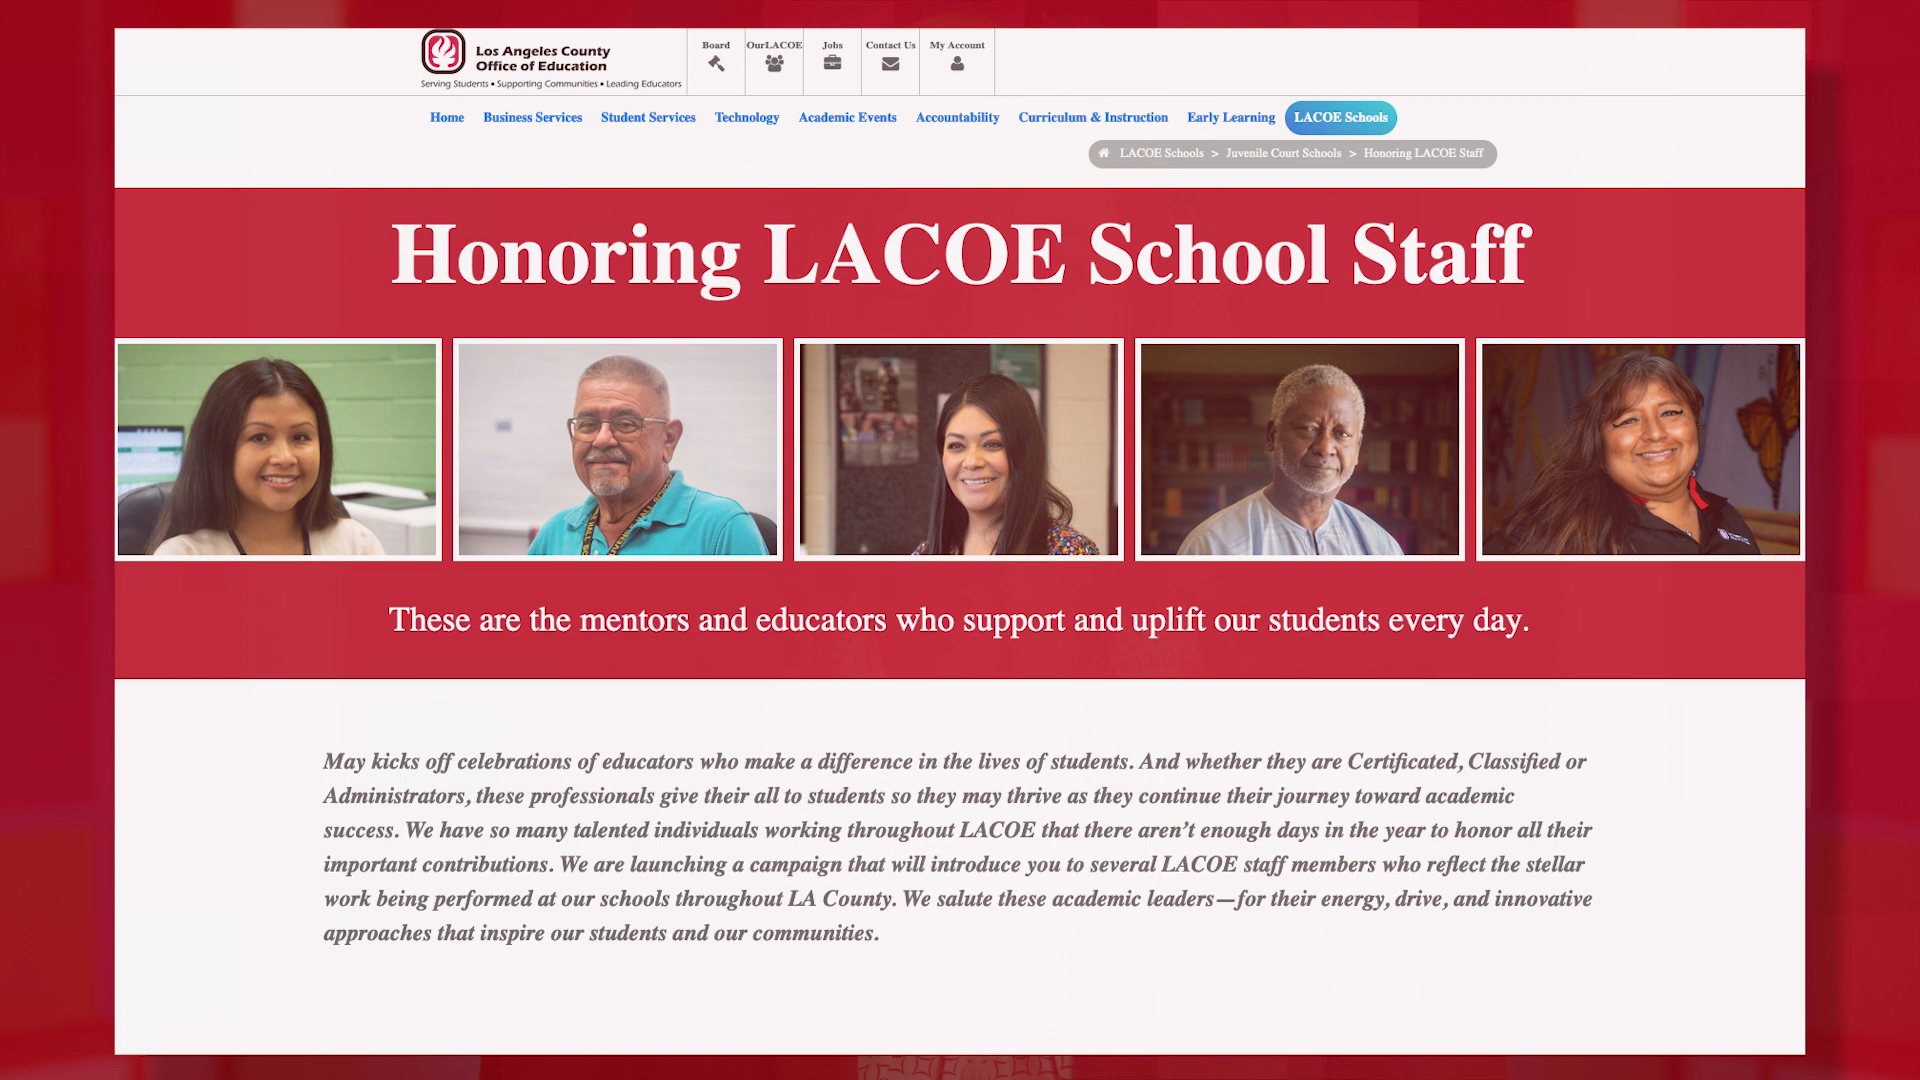 Los Angeles County
Office of Education
Serving Students ▪ Supporting Communities ▪ Leading Educators
Board
OurLACOE
Jobs
Contact Us
My Account
Home Business Services Student Services Technology Academic Events Accountability Curriculum & Instruction Early Learning LACOE Schools
LACOE Schools > Juvenile Court Schools > Honoring LACOE Staff
Honoring LACOE School Staff
These are the mentors and educators who support and uplift our students every day.
May kicks off celebrations of educators who make a difference in the lives of students. And whether they are Certificated, Classified or
Administrators, these professionals give their all to students so they may thrive as they continue their journey toward academic
success. We have so many talented individuals working throughout LACOE that there aren’t enough days in the year to honor all their
important contributions. We are launching a campaign that will introduce you to several LACOE staff members who reflect the stellar
work being performed at our schools throughout LA County. We salute these academic leaders—for their energy, drive, and innovative
approaches that inspire our students and our communities.